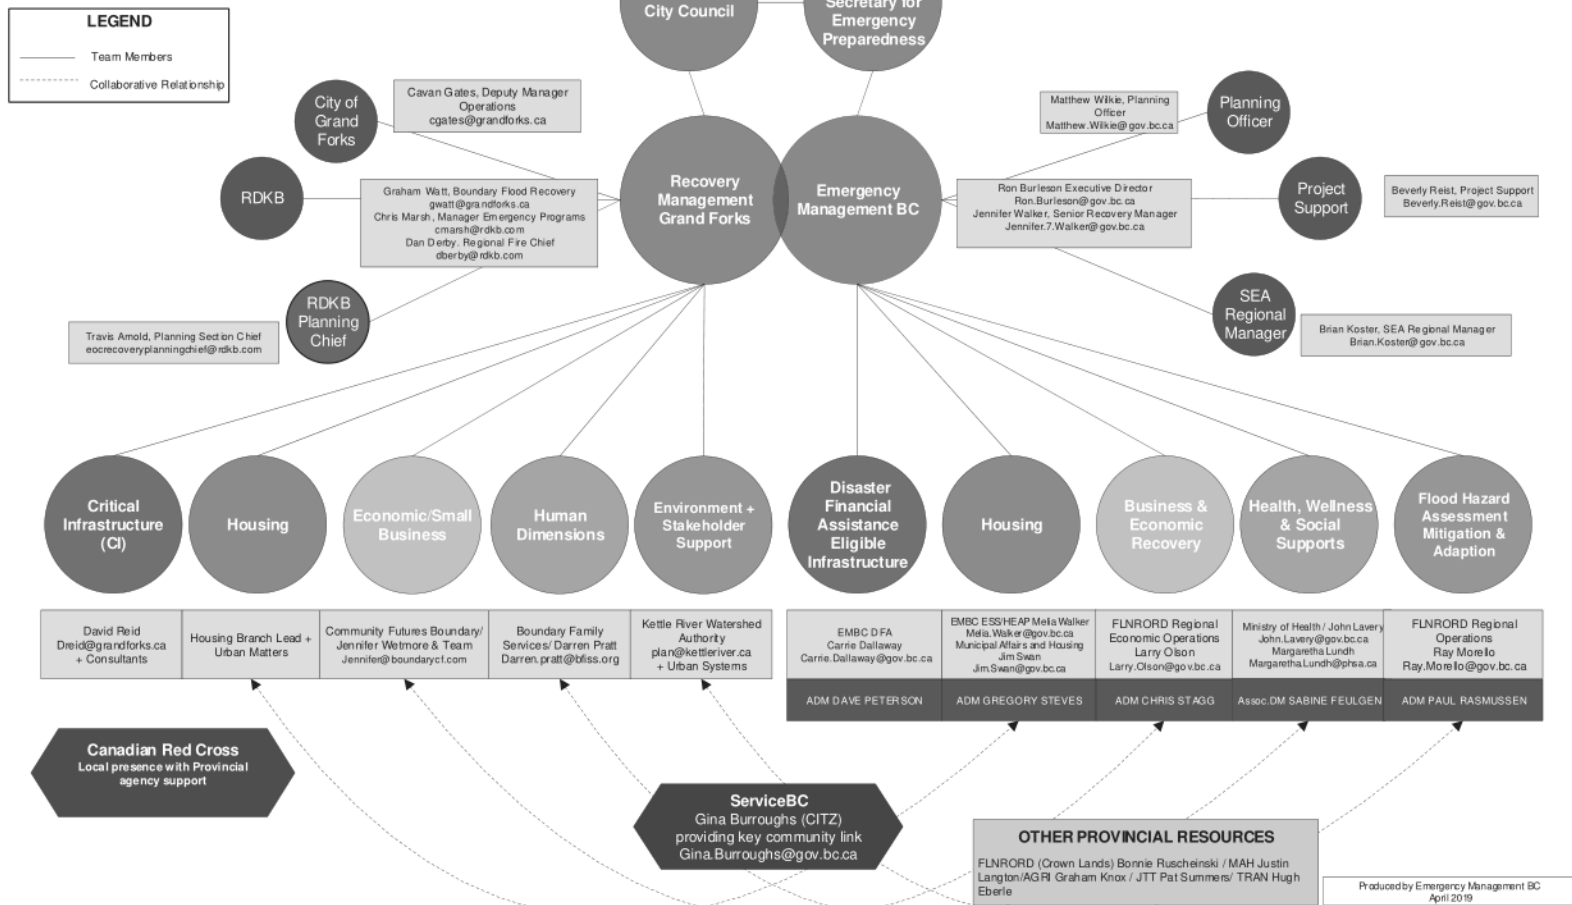 LEGEND
Team Members
Collaborative Relationship
City Council
Secretary for
Emergency
Preparedness
City of
Grand
Forks
Cavan Gates, Deputy Manager
Operations
cgates@grandforks.ca
Matthew Wilkie, Planning
Officer
Matthew.Wilkie@gov.bc.ca
Planning
Officer
RDKB
Graham Watt, Boundary Flood Recovery
gwatt@grandforks.ca
Chris Marsh, Manager Emergency Programs
cmarsh@rdkb.com
Dan Derby. Regional Fire Chief
dberby@rdkb.com
Recovery
Management
Grand Forks
Emergency
Management BC
Ron Burleson Executive Director
Ron.Burleson@gov.bc.ca
Jennifer Walker, Senior Recovery Manager
Jennifer.7.Walker@gov.bc.ca
Project
Support
Beverly Reist, Project Support
Beverly.Reist@gov.bc.ca
RDKB
Planning
Chief
Travis Arnold, Planning Section Chief
eocrecoveryplanningchief@rdkb.com
SEA
Regional
Manager
Brian Koster, SEA Regional Manager
Brian.Koster@gov.bc.ca
Critical
Infrastructure
(CI)
Housing
Economic/Small
Business
Human
Dimensions
Environment +
Stakeholder
Support
Disaster
Financial
Assistance
Eligible
Infrastructure
Housing
Business &
Economic
Recovery
Health, Wellness
& Social
Supports
Flood Hazard
Assessment
Mitigation &
Adaption
David Reid
Dreid@grandforks.ca
+ Consultants
Housing Branch Lead +
Urban Matters
Community Futures Boundary/
Jennifer Wetmore & Team
Jennifer@boundarycf.com
Boundary Family
Services/ Darren Pratt
Darren.pratt@bfiss.org
Kettle River Watershed
Authority
plan@kettleriver.ca
+ Urban Systems
EMBC DFA
Carrie Dallaway
Carrie.Dallaway@gov.bc.ca
EMBC ESS/HEAP Melia Walker
Melia.Walker@gov.bc.ca
Municipal Affairs and Housing
Jim Swan
Jim.Swan@gov.bc.ca
FLNRORD Regional
Economic Operations
Larry Olson
Larry.Olson@gov.bc.ca
Ministry of Health / John Lavery
John.Lavery@gov.bc.ca
Margaretha Lundh
Margaretha.Lundh@phsa.ca
FLNRORD Regional
Operations
Ray Morello
Ray.Morello@gov.bc.ca
ADM DAVE PETERSON
ADM GREGORY STEVES
ADM CHRIS STAGG
Assoc.DM SABINE FEULGEN
ADM PAUL RASMUSSEN
Canadian Red Cross
Local presence with Provincial
agency support
ServiceBC
Gina Burroughs (CITZ)
providing key community link
Gina.Burroughs@gov.bc.ca
OTHER PROVINCIAL RESOURCES
FLNRORD (Crown Lands) Bonnie Ruscheinski / MAH Justin
Langton/AGRI Graham Knox / JTT Pat Summers/ TRAN Hugh
Eberle
Produced by Emergency Management BC
April 2019